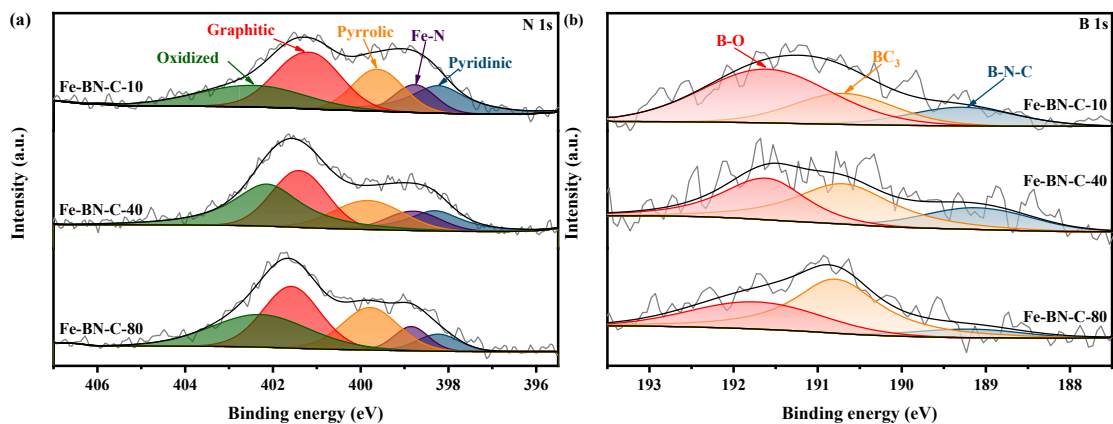 (a)
N 1s
Graphitic
Pyrrolic
Fe-N
Oxidized
Pyridinic
Fe-BN-C-10
Fe-BN-C-40
Fe-BN-C-80
Intensity (a.u.)
406 404 402 400 398 396
Binding energy (eV)
(b)
B 1s
B-O
BC3
B-N-C
Fe-BN-C-10
Fe-BN-C-40
Fe-BN-C-80
Intensity (a.u.)
193 192 191 190 189 188
Binding energy (eV)